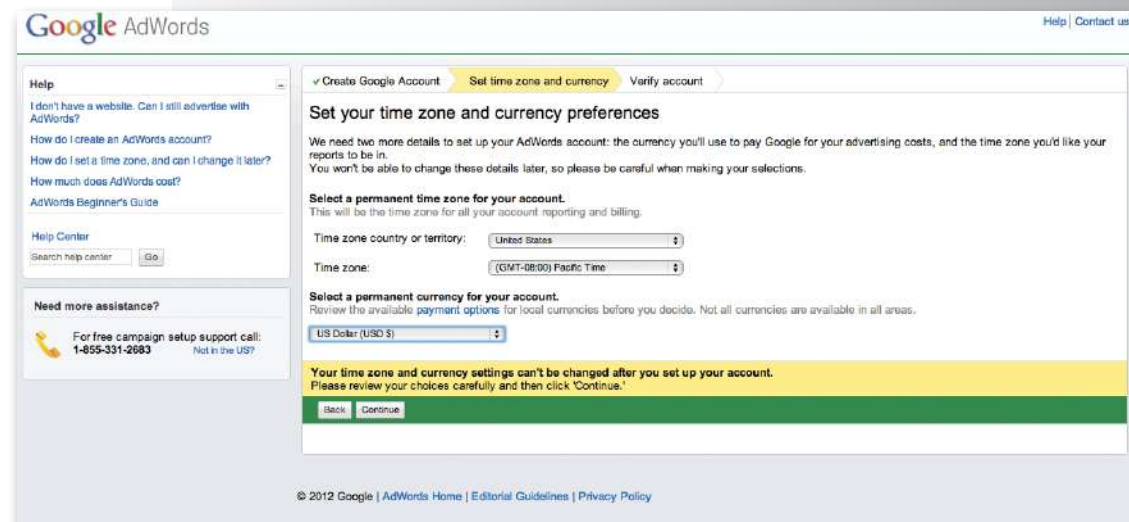 Google AdWords
Help | Contact us
Help
I don't have a website. Can I still advertise with
AdWords?
How do I create an AdWords account?
How do I set a time zone, and can I change it later?
How much does AdWords cost?
AdWords Beginner's Guide
Help Center
Search help center Go
Need more assistance?
For free campaign setup support call:
1-855-331-2683 Not in the US?
✓ Create Google Account Set time zone and currency Verify account
Set your time zone and currency preferences
We need two more details to set up your AdWords account: the currency you'll use to pay Google for your advertising costs, and the time zone you'd like your
reports to be in.
You won't be able to change these details later, so please be careful when making your selections.
Select a permanent time zone for your account.
This will be the time zone for all your account reporting and billing.
Time zone country or territory: United States
Time zone: (GMT-08:00) Pacific Time
Select a permanent currency for your account.
Review the available payment options for local currencies before you decide. Not all currencies are available in all areas.
US Dollar (USD $)
Your time zone and currency settings can't be changed after you set up your account.
Please review your choices carefully and then click 'Continue.'
Back Continue
© 2012 Google | AdWords Home | Editorial Guidelines | Privacy Policy